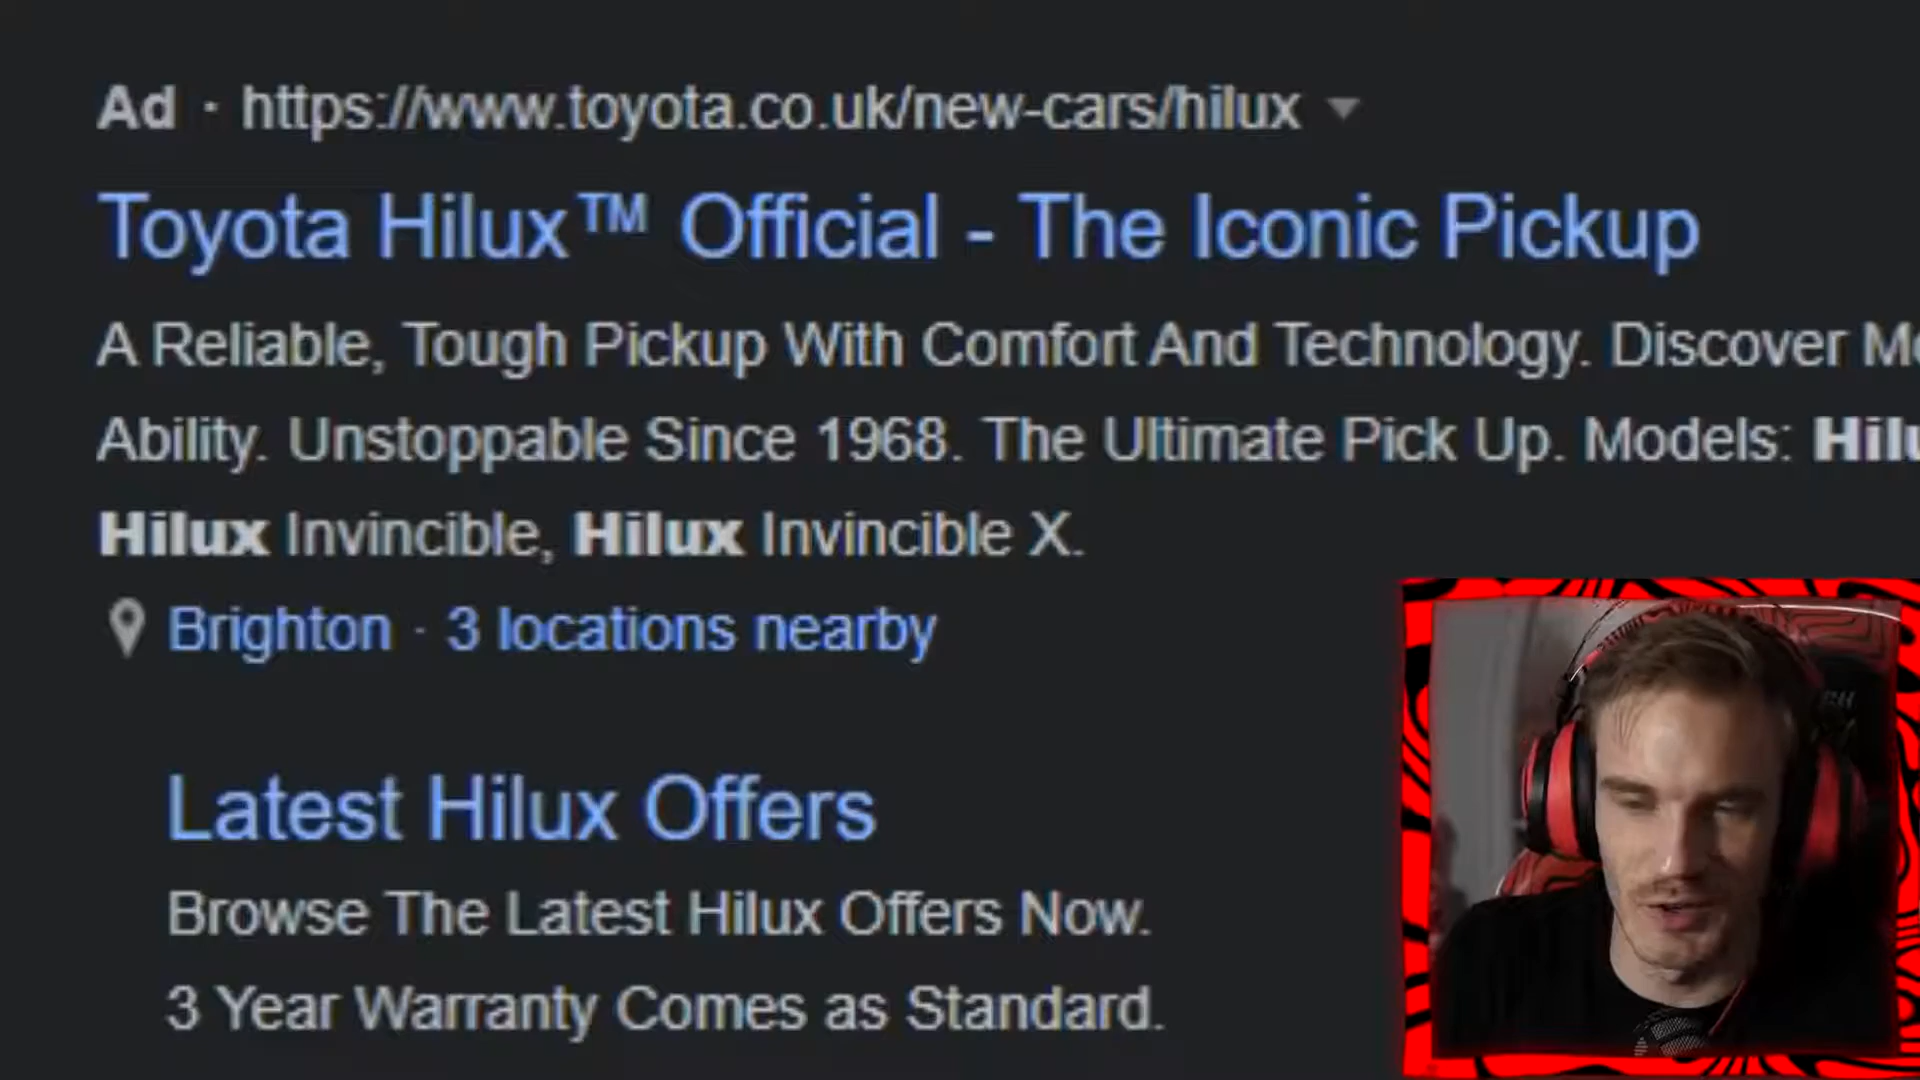 Ad · https://www.toyota.co.uk/new-cars/hilux
Toyota Hilux™ Official - The Iconic Pickup
A Reliable, Tough Pickup With Comfort And Technology. Discover
Ability. Unstoppable Since 1968. The Ultimate Pick Up. Models:
Hilux Invincible, Hilux Invincible X.
Brighton · 3 locations nearby
Latest Hilux Offers
Browse The Latest Hilux Offers Now.
3 Year Warranty Comes as Standard.